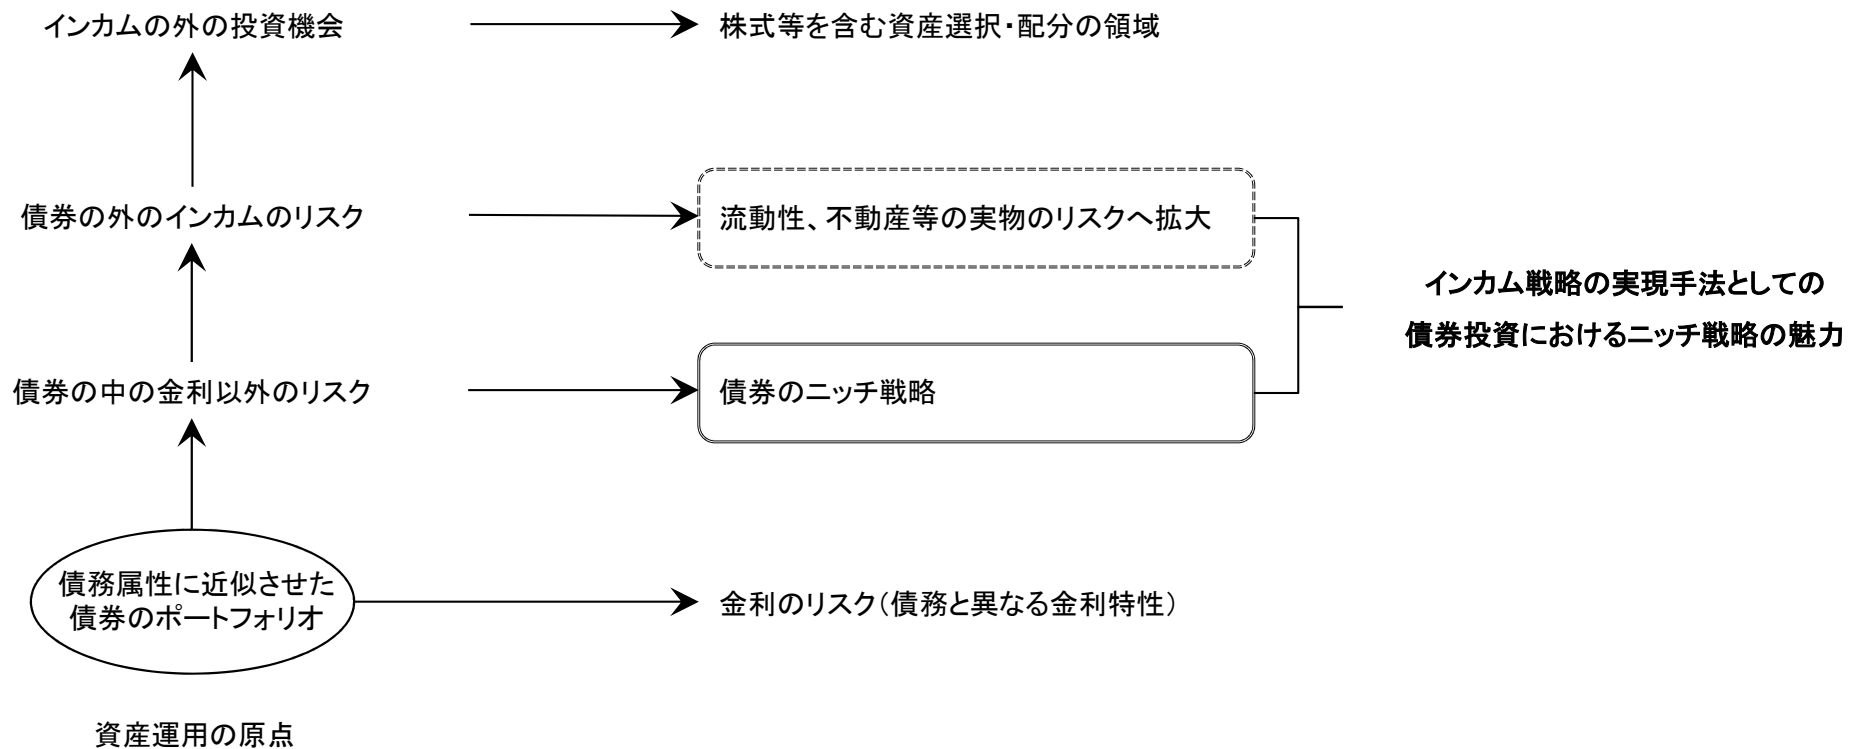 インカムの外の投資機会
株式等を含む資産選択・配分の領域
債券の外のインカムのリスク
流動性、不動産等の実物のリスクへ拡大
インカム戦略の実現手法としての
債券投資におけるニッチ戦略の魅力
債券の中の金利以外のリスク
債券のニッチ戦略
債務属性に近似させた
債券のポートフォリオ
金利のリスク（債務と異なる金利特性）
資産運用の原点